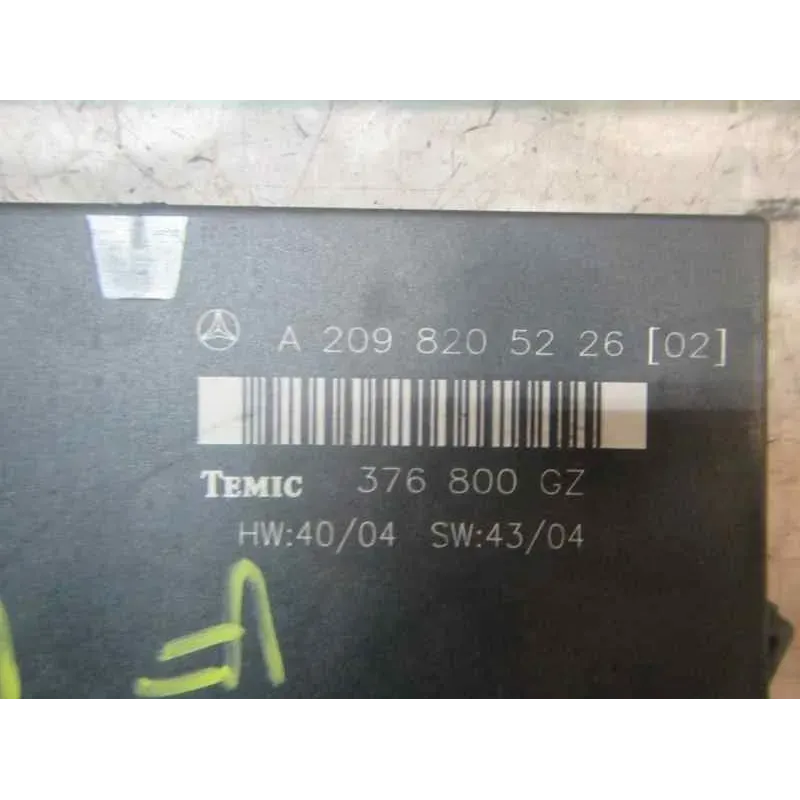 A 209 820 52 26 [02]
TEMIC 376 800 GZ
HW:40/04 SW:43/04